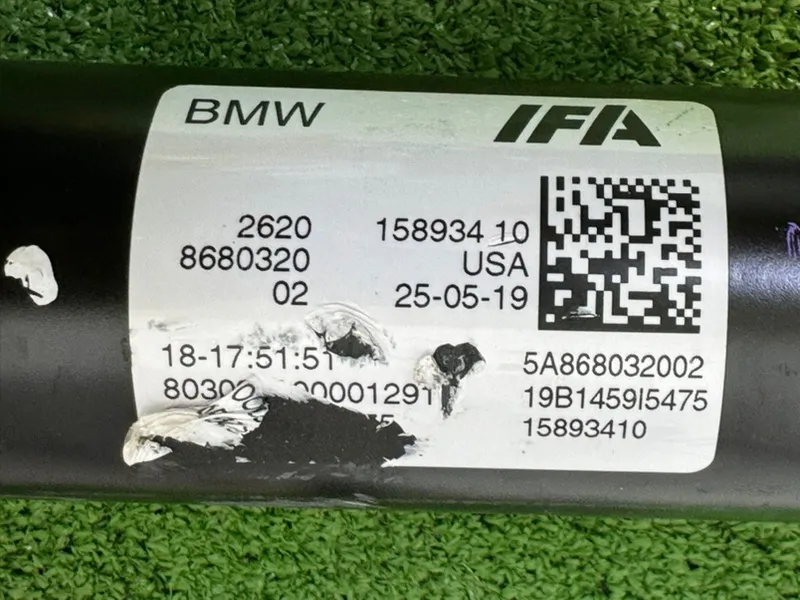 BMW IFA
2620 158934 10
8680320 USA
02 25-05-19
18-17:51:51 5A868032002
00001291 19B1459I5475
15893410